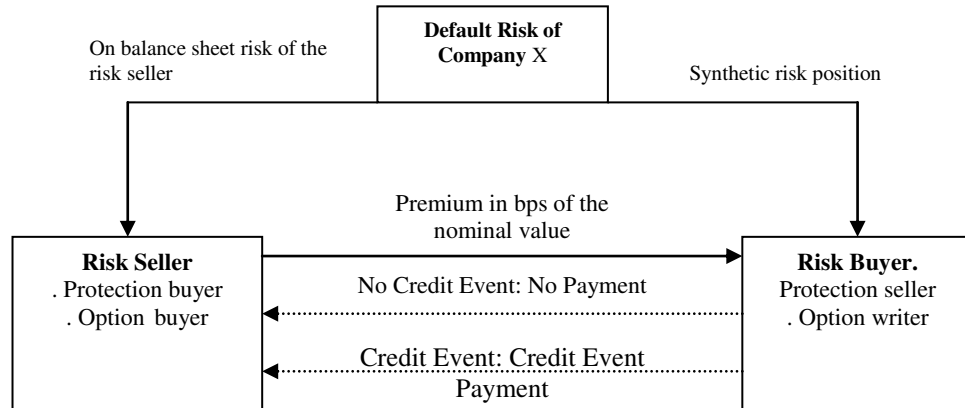 Default Risk of
Company X
On balance sheet risk of the
risk seller
Synthetic risk position
Premium in bps of the
nominal value
Risk Seller
. Protection buyer
. Option buyer
No Credit Event: No Payment
Credit Event: Credit Event
Payment
Risk Buyer.
Protection seller
. Option writer